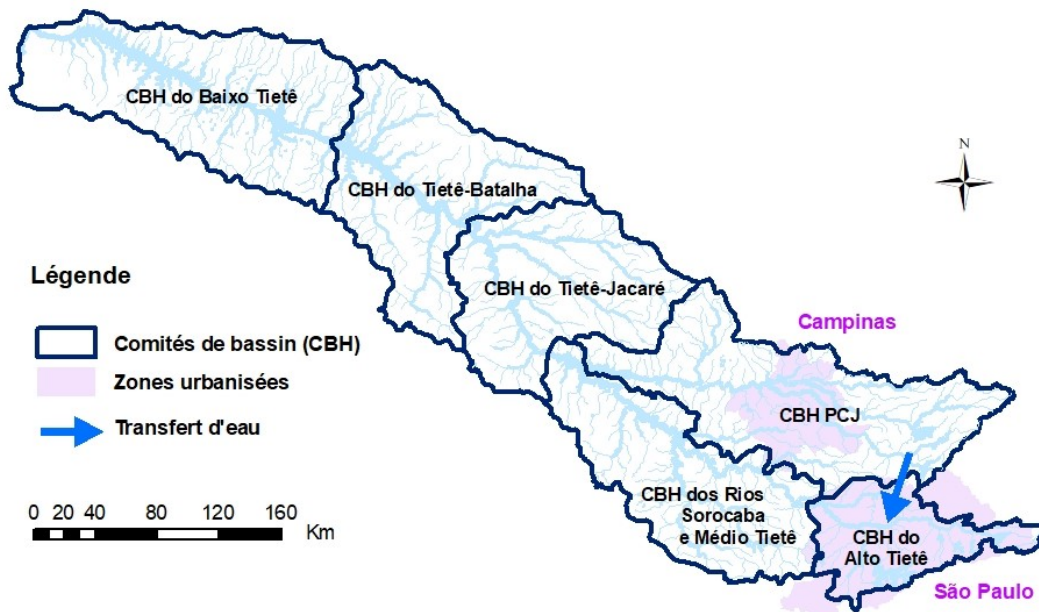 CBH do Baixo Tietê
N
CBH do Tietê-Batalha
CBH do Tietê-Jacaré
Campinas
CBH PCJ
CBH dos Rios
Sorocaba
e Médio Tietê
CBH do
Alto Tietê
São Paulo
Légende
Comités de bassin (CBH)
Zones urbanisées
Transfert d'eau
0 20 40 80 120 160
Km